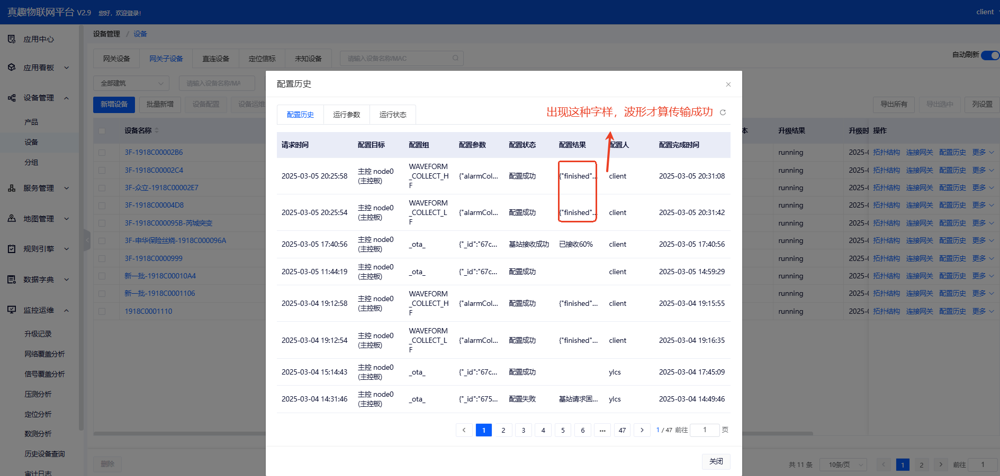 真趣物联网平台 V2.9 您好，欢迎登录! client
应用中心
应用看板
设备管理
产品
设备
分组
服务管理
地图管理
规则引擎
数据字典
监控运维
升级记录
网络覆盖分析
信号覆盖分析
压测分析
定位分析
数测分析
历史设备查询
审计日志
设备管理 / 设备
网关设备 网关子设备 直连设备 定位信标 未知设备 请输入设备名称/MAC 自动刷新
全部建筑 请输入设备名称/MA
新增设备 批量新增 设备配置 设备运维 导出所有 导出选中 列设置
设备名称 本 升级结果 升级时 操作
3F-1918C00002B6 running 2025-0 拓扑结构 连接网关 配置历史 更多
3F-1918C00002C4 running 2025-0 拓扑结构 连接网关 配置历史 更多
3F-众立-1918C00002E7 running 2025-0 拓扑结构 连接网关 配置历史 更多
3F-1918C00004D8 running 2025-0 拓扑结构 连接网关 配置历史 更多
3F-1918C000095B-芮城突变 running 2025-0 拓扑结构 连接网关 配置历史 更多
3F-申华保险丝烧-1918C000096A running 2025-0 拓扑结构 连接网关 配置历史 更多
3F-1918C0000999 running 2025-0 拓扑结构 连接网关 配置历史 更多
新一批-1918C00010A4 running 2025-0 拓扑结构 连接网关 配置历史 更多
新一批-1918C0001106 running 2025-0 拓扑结构 连接网关 配置历史 更多
1918C0001110 running 2025-0 拓扑结构 连接网关 配置历史 更多
配置历史
配置历史 运行参数 运行状态
出现这种字样，波形才算传输成功
请求时间 配置目标 配置组 配置参数 配置状态 配置结果 配置人 配置完成时间
2025-03-05 20:25:58 主控 node0 (主控板) WAVEFORM_COLLECT_HF {"alarmCol... 配置成功 {"finished"... client 2025-03-05 20:31:08
2025-03-05 20:25:54 主控 node0 (主控板) WAVEFORM_COLLECT_LF {"alarmCol... 配置成功 {"finished"... client 2025-03-05 20:31:42
2025-03-05 17:40:56 主控 node0 (主控板) _ota_ {"_id":"67c... 基站接收成功 已接收60% client 2025-03-05 17:40:56
2025-03-05 11:44:19 主控 node0 (主控板) _ota_ {"_id":"67c... 配置成功 client 2025-03-05 14:59:29
2025-03-04 19:12:58 主控 node0 (主控板) WAVEFORM_COLLECT_HF {"alarmCol... 配置成功 {"finished"... client 2025-03-04 19:15:55
2025-03-04 19:12:54 主控 node0 (主控板) WAVEFORM_COLLECT_LF {"alarmCol... 配置成功 {"finished"... client 2025-03-04 19:16:35
2025-03-04 15:14:43 主控 node0 (主控板) _ota_ {"_id":"67c... 配置成功 ylcs 2025-03-04 17:45:09
2025-03-04 14:31:46 主控 node0 (主控板) _ota_ {"_id":"675... 配置失败 基站请求固... ylcs 2025-03-04 14:49:46
1 2 3 4 5 6 ... 47 1 / 47 前往 1 页
关闭
删除 共 11 条 10条/页 1 2 前往 1